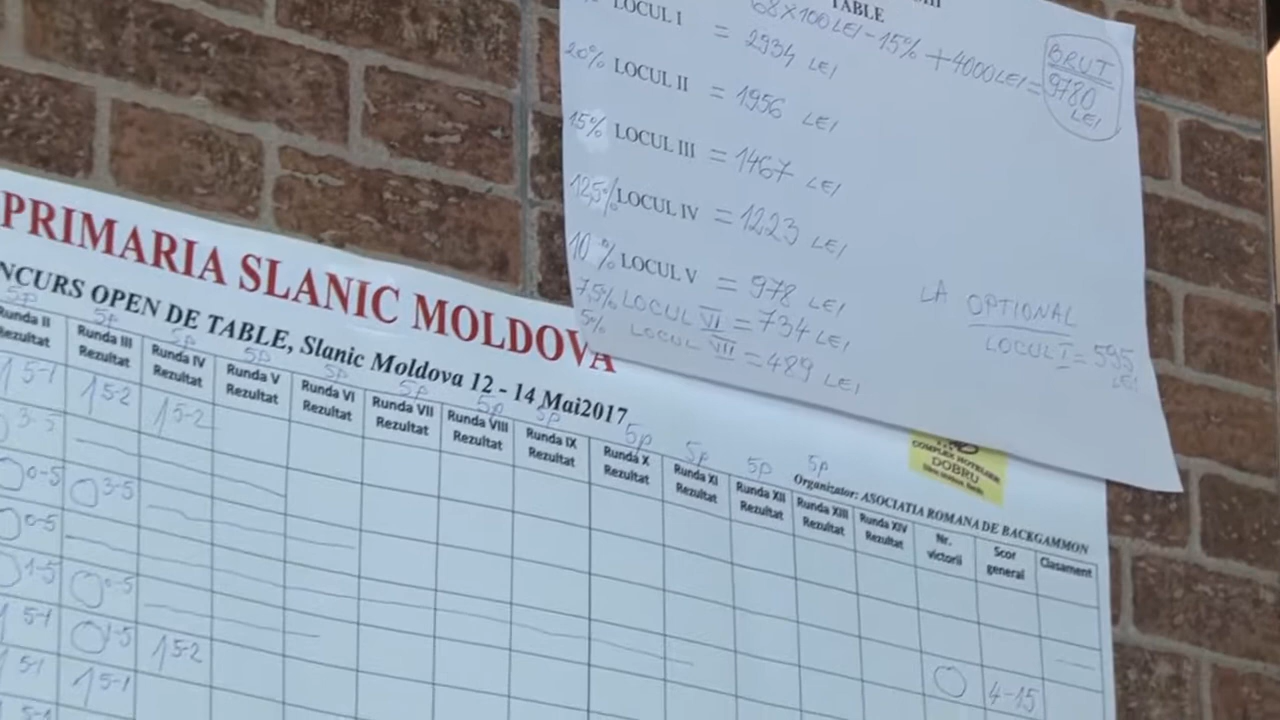 TABLE
68X100LEI-15%+4000LEI=
BRUT
9780
LEI
LOCUL I = 2934 LEI
20% LOCUL II = 1956 LEI
15% LOCUL III = 1467 LEI
12,5% LOCUL IV = 1223 LEI
10% LOCUL V = 978 LEI
7,5% LOCUL VI = 734 LEI
5% LOCUL VII = 489 LEI
LA OPTIONAL
LOCUL I = 595
LEI
PRIMARIA SLANIC MOLDOVA
OPEN DE TABLE, Slanic Moldova 12 - 14 Mai2017
COMPLEX HOTELIER
DOBRU
Organizator: ASOCIATIA ROMANA DE BACKGAMMON
5p 5p 5p 5p 5p 5p 5p 5p 5p 5p 5p 5p
Runda II Runda III Runda IV Runda V Runda VI Runda VII Runda VIII Runda IX Runda X Runda XI Runda XII Runda XIII Runda XIV Nr. victorii Scor general Clasament
Rezultat Rezultat Rezultat Rezultat Rezultat Rezultat Rezultat Rezultat Rezultat Rezultat Rezultat Rezultat Rezultat
1 5-1 1 5-2 1 5-2
0 3-5
0 0-5 0 3-5
0 0-5
0 1-5 0 0-5
1 5-1 0 1-5 1 5-2
1 5-1 1 5-1
0 4-15
5-1